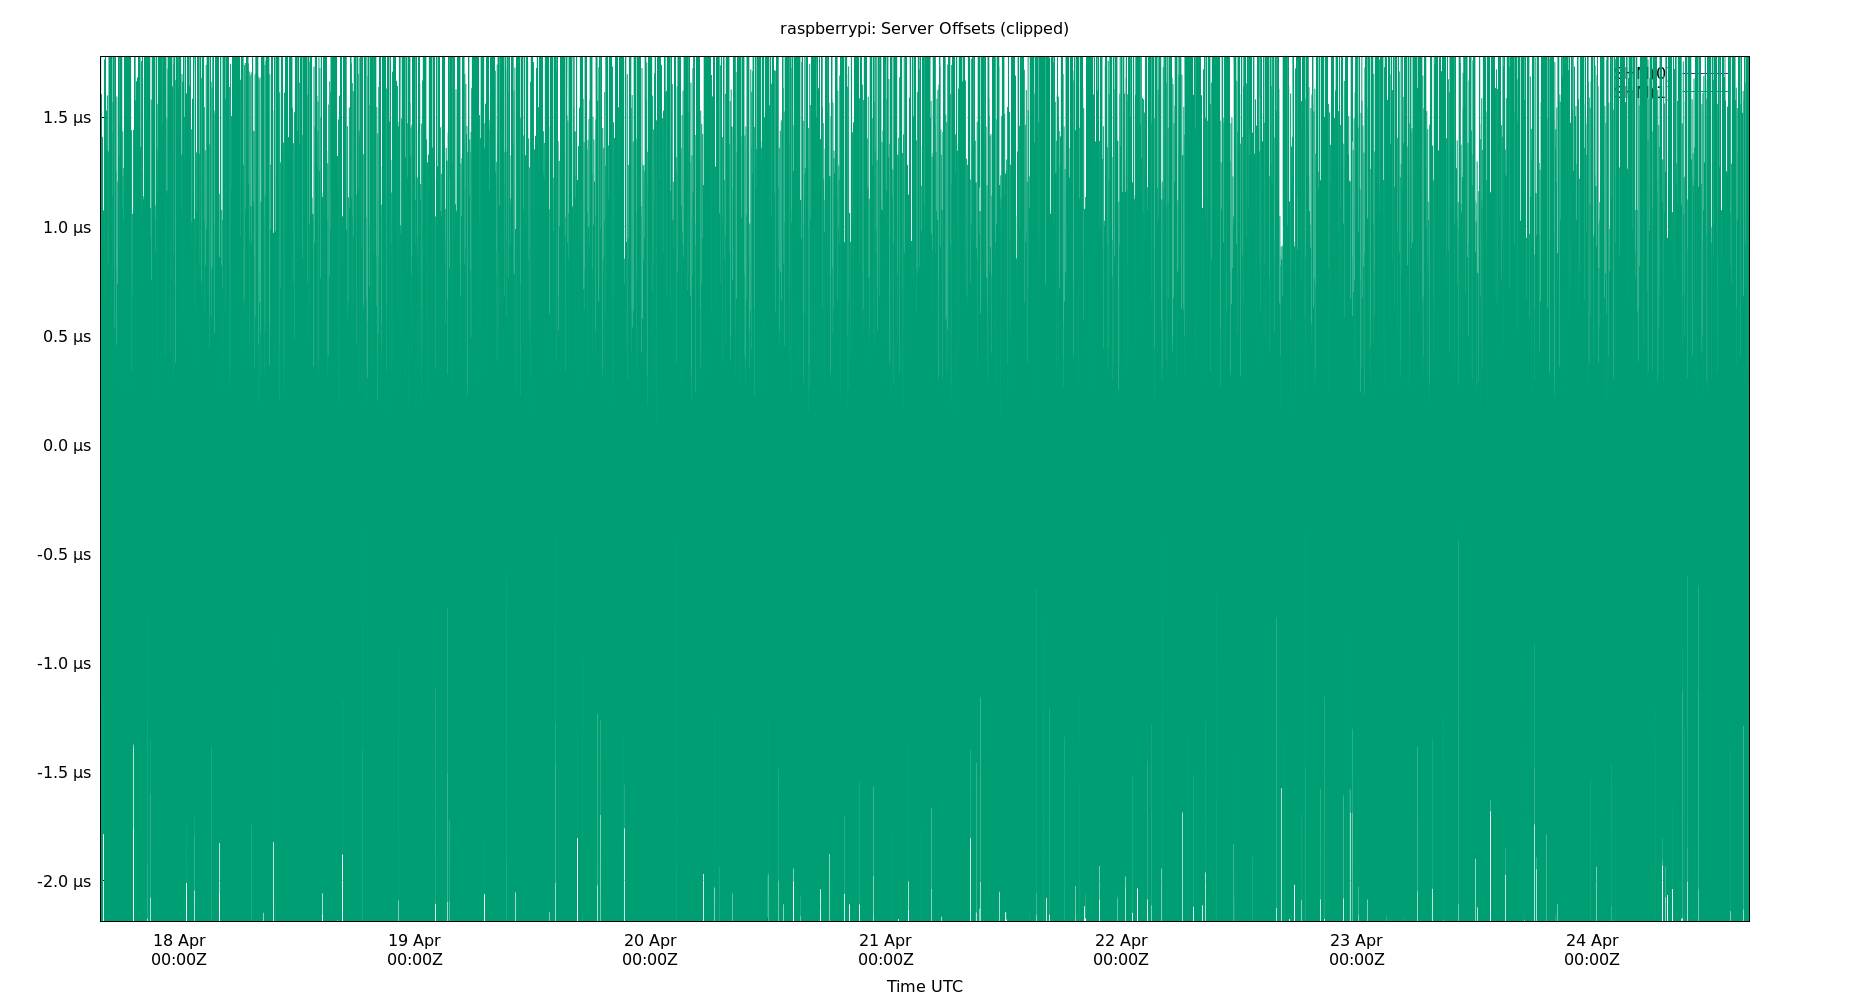 raspberrypi: Server Offsets (clipped)
1.5 µs
1.0 µs
0.5 µs
0.0 µs
-0.5 µs
-1.0 µs
-1.5 µs
-2.0 µs
18 Apr 19 Apr 20 Apr 21 Apr 22 Apr 23 Apr 24 Apr
00:00Z 00:00Z 00:00Z 00:00Z 00:00Z 00:00Z 00:00Z
Time UTC